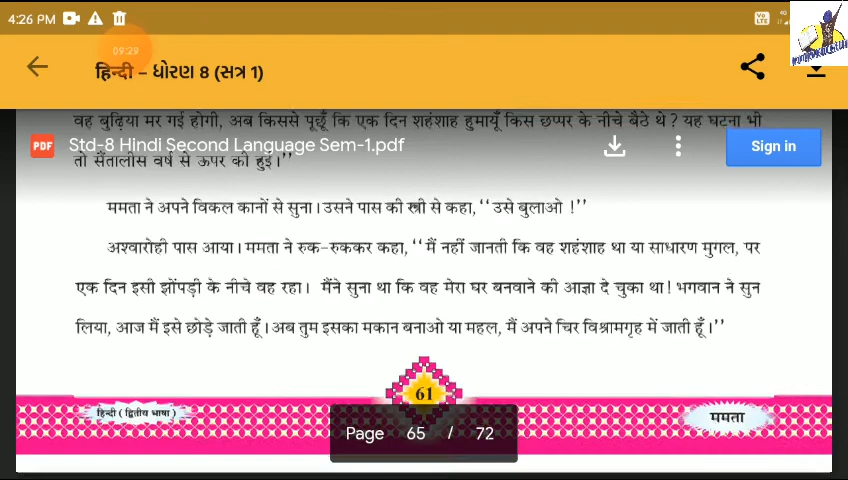 4:26 PM
09:29
हिन्दी – ધોરણ 8 (સત્ર 1)
वह बुढ़िया मर गई होगी, अब किससे पूछूँ कि एक दिन शहंशाह हुमायूँ किस छप्पर के नीचे बैठे थे? यह घटना भी
Std-8 Hindi Second Language Sem-1.pdf
Sign in
तो सैंतालीस वर्ष से ऊपर की हुई।’’
ममता ने अपने विकल कानों से सुना। उसने पास की स्त्री से कहा, ‘‘उसे बुलाओ !’’
अश्वारोही पास आया। ममता ने रुक-रुककर कहा, ‘‘मैं नहीं जानती कि वह शहंशाह था या साधारण मुगल, पर
एक दिन इसी झोंपड़ी के नीचे वह रहा। मैंने सुना था कि वह मेरा घर बनवाने की आज्ञा दे चुका था! भगवान ने सुन
लिया, आज मैं इसे छोड़े जाती हूँ। अब तुम इसका मकान बनाओ या महल, मैं अपने चिर विश्रामगृह में जाती हूँ।’’
61
हिन्दी (द्वितीय भाषा)
ममता
Page 65 / 72